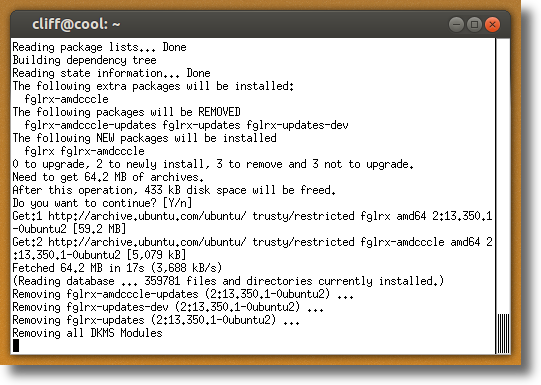 cliff@cool: ~
Reading package lists... Done
Building dependency tree
Reading state information... Done
The following extra packages will be installed:
  fglrx-amdcccle
The following packages will be REMOVED
  fglrx-amdcccle-updates fglrx-updates fglrx-updates-dev
The following NEW packages will be installed
  fglrx fglrx-amdcccle
0 to upgrade, 2 to newly install, 3 to remove and 3 not to upgrade.
Need to get 64.2 MB of archives.
After this operation, 433 kB disk space will be freed.
Do you want to continue? [Y/n]
Get:1 http://archive.ubuntu.com/ubuntu/ trusty/restricted fglrx amd64 2:13.350.1
-0ubuntu2 [59.2 MB]
Get:2 http://archive.ubuntu.com/ubuntu/ trusty/restricted fglrx-amdcccle amd64 2
:13.350.1-0ubuntu2 [5,079 kB]
Fetched 64.2 MB in 17s (3,688 kB/s)
(Reading database ... 359781 files and directories currently installed.)
Removing fglrx-amdcccle-updates (2:13.350.1-0ubuntu2) ...
Removing fglrx-updates-dev (2:13.350.1-0ubuntu2) ...
Removing fglrx-updates (2:13.350.1-0ubuntu2) ...
Removing all DKMS Modules